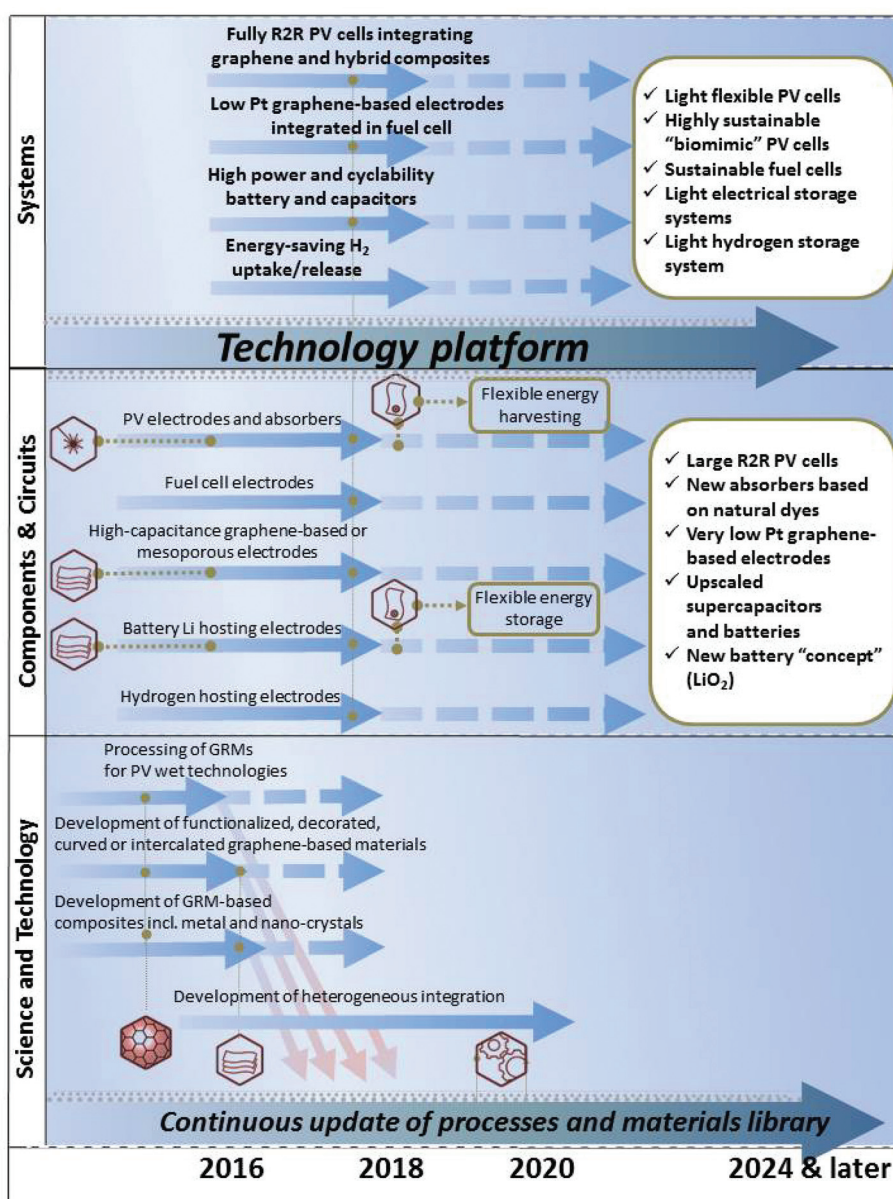 Systems
Fully R2R PV cells integrating
graphene and hybrid composites
Low Pt graphene-based electrodes
integrated in fuel cell
High power and cyclability
battery and capacitors
Energy-saving H₂
uptake/release
✓ Light flexible PV cells
✓ Highly sustainable
“biomimic” PV cells
✓ Sustainable fuel cells
✓ Light electrical storage
systems
✓ Light hydrogen storage
system
Technology platform
Components & Circuits
PV electrodes and absorbers
Flexible energy
harvesting
Fuel cell electrodes
High-capacitance graphene-based or
mesoporous electrodes
Battery Li hosting electrodes
Flexible energy
storage
Hydrogen hosting electrodes
✓ Large R2R PV cells
✓ New absorbers based
on natural dyes
✓ Very low Pt graphene-
based electrodes
✓ Upscaled
supercapacitors
and batteries
✓ New battery “concept”
(LiO₂)
Science and Technology
Processing of GRMs
for PV wet technologies
Development of functionalized, decorated,
curved or intercalated graphene-based materials
Development of GRM-based
composites incl. metal and nano-crystals
Development of heterogeneous integration
Continuous update of processes and materials library
2016 2018 2020 2024 & later